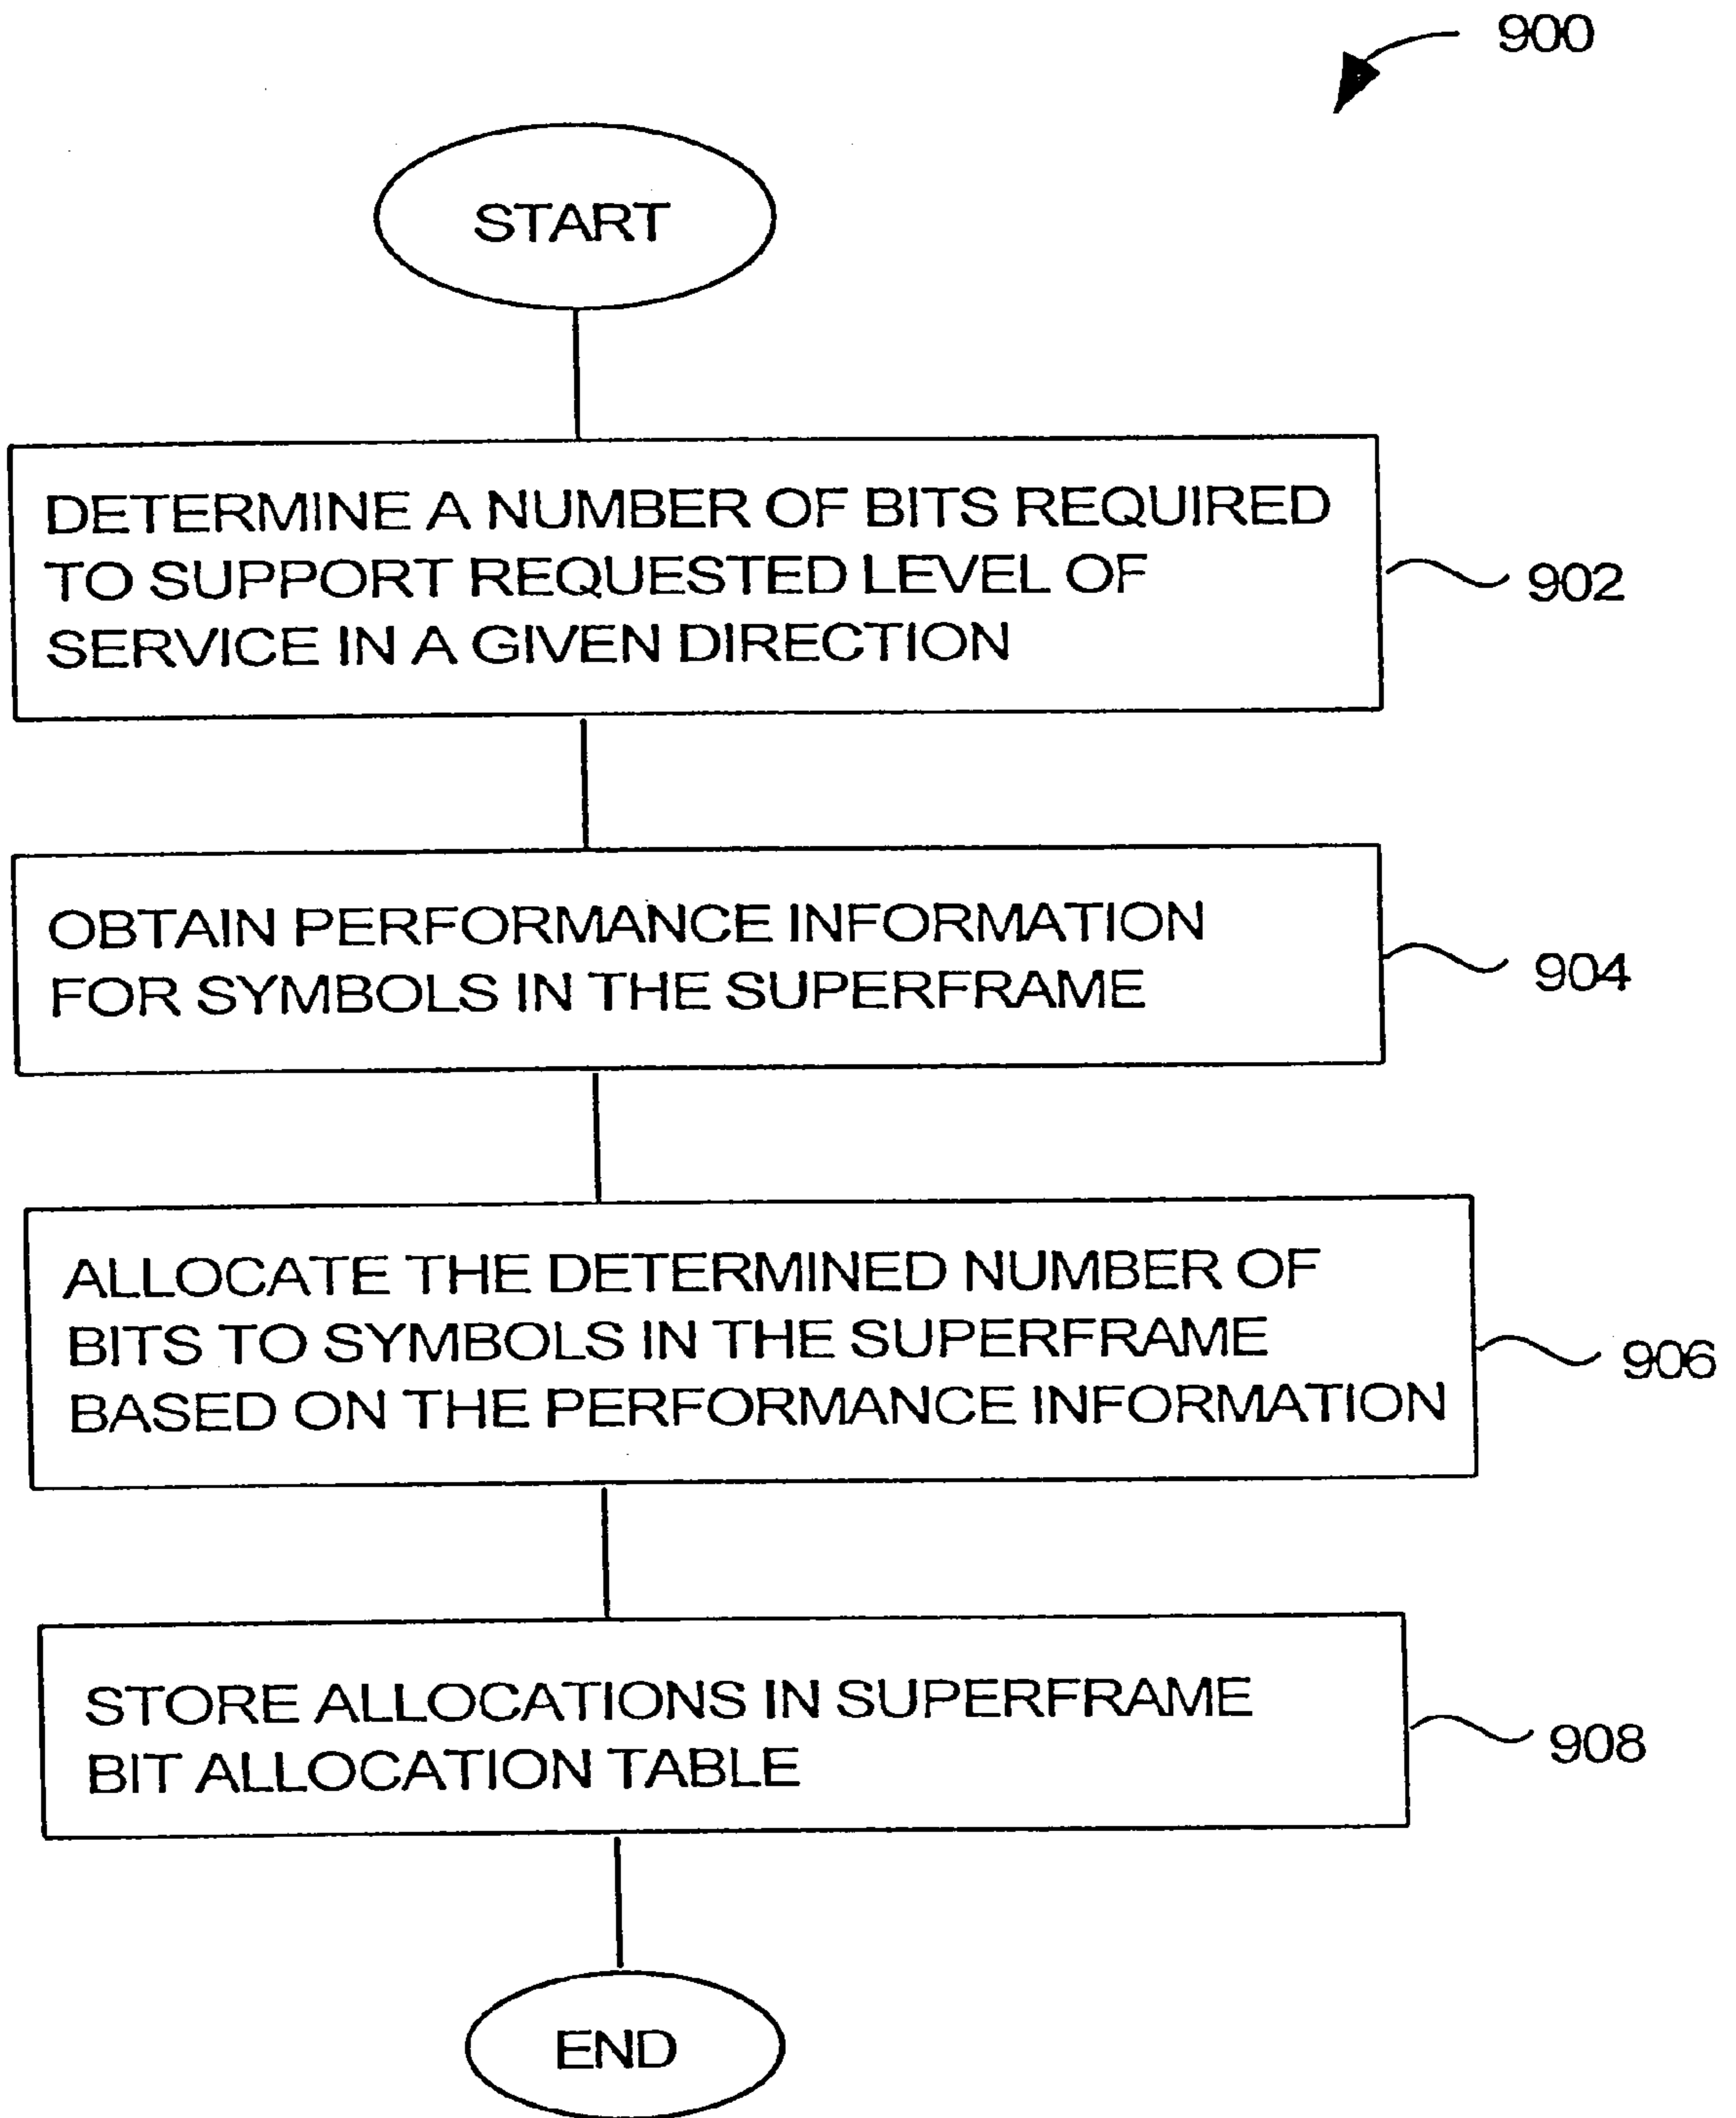 900
START
DETERMINE A NUMBER OF BITS REQUIRED
TO SUPPORT REQUESTED LEVEL OF
SERVICE IN A GIVEN DIRECTION
902
OBTAIN PERFORMANCE INFORMATION
FOR SYMBOLS IN THE SUPERFRAME
904
ALLOCATE THE DETERMINED NUMBER OF
BITS TO SYMBOLS IN THE SUPERFRAME
BASED ON THE PERFORMANCE INFORMATION
906
STORE ALLOCATIONS IN SUPERFRAME
BIT ALLOCATION TABLE
908
END